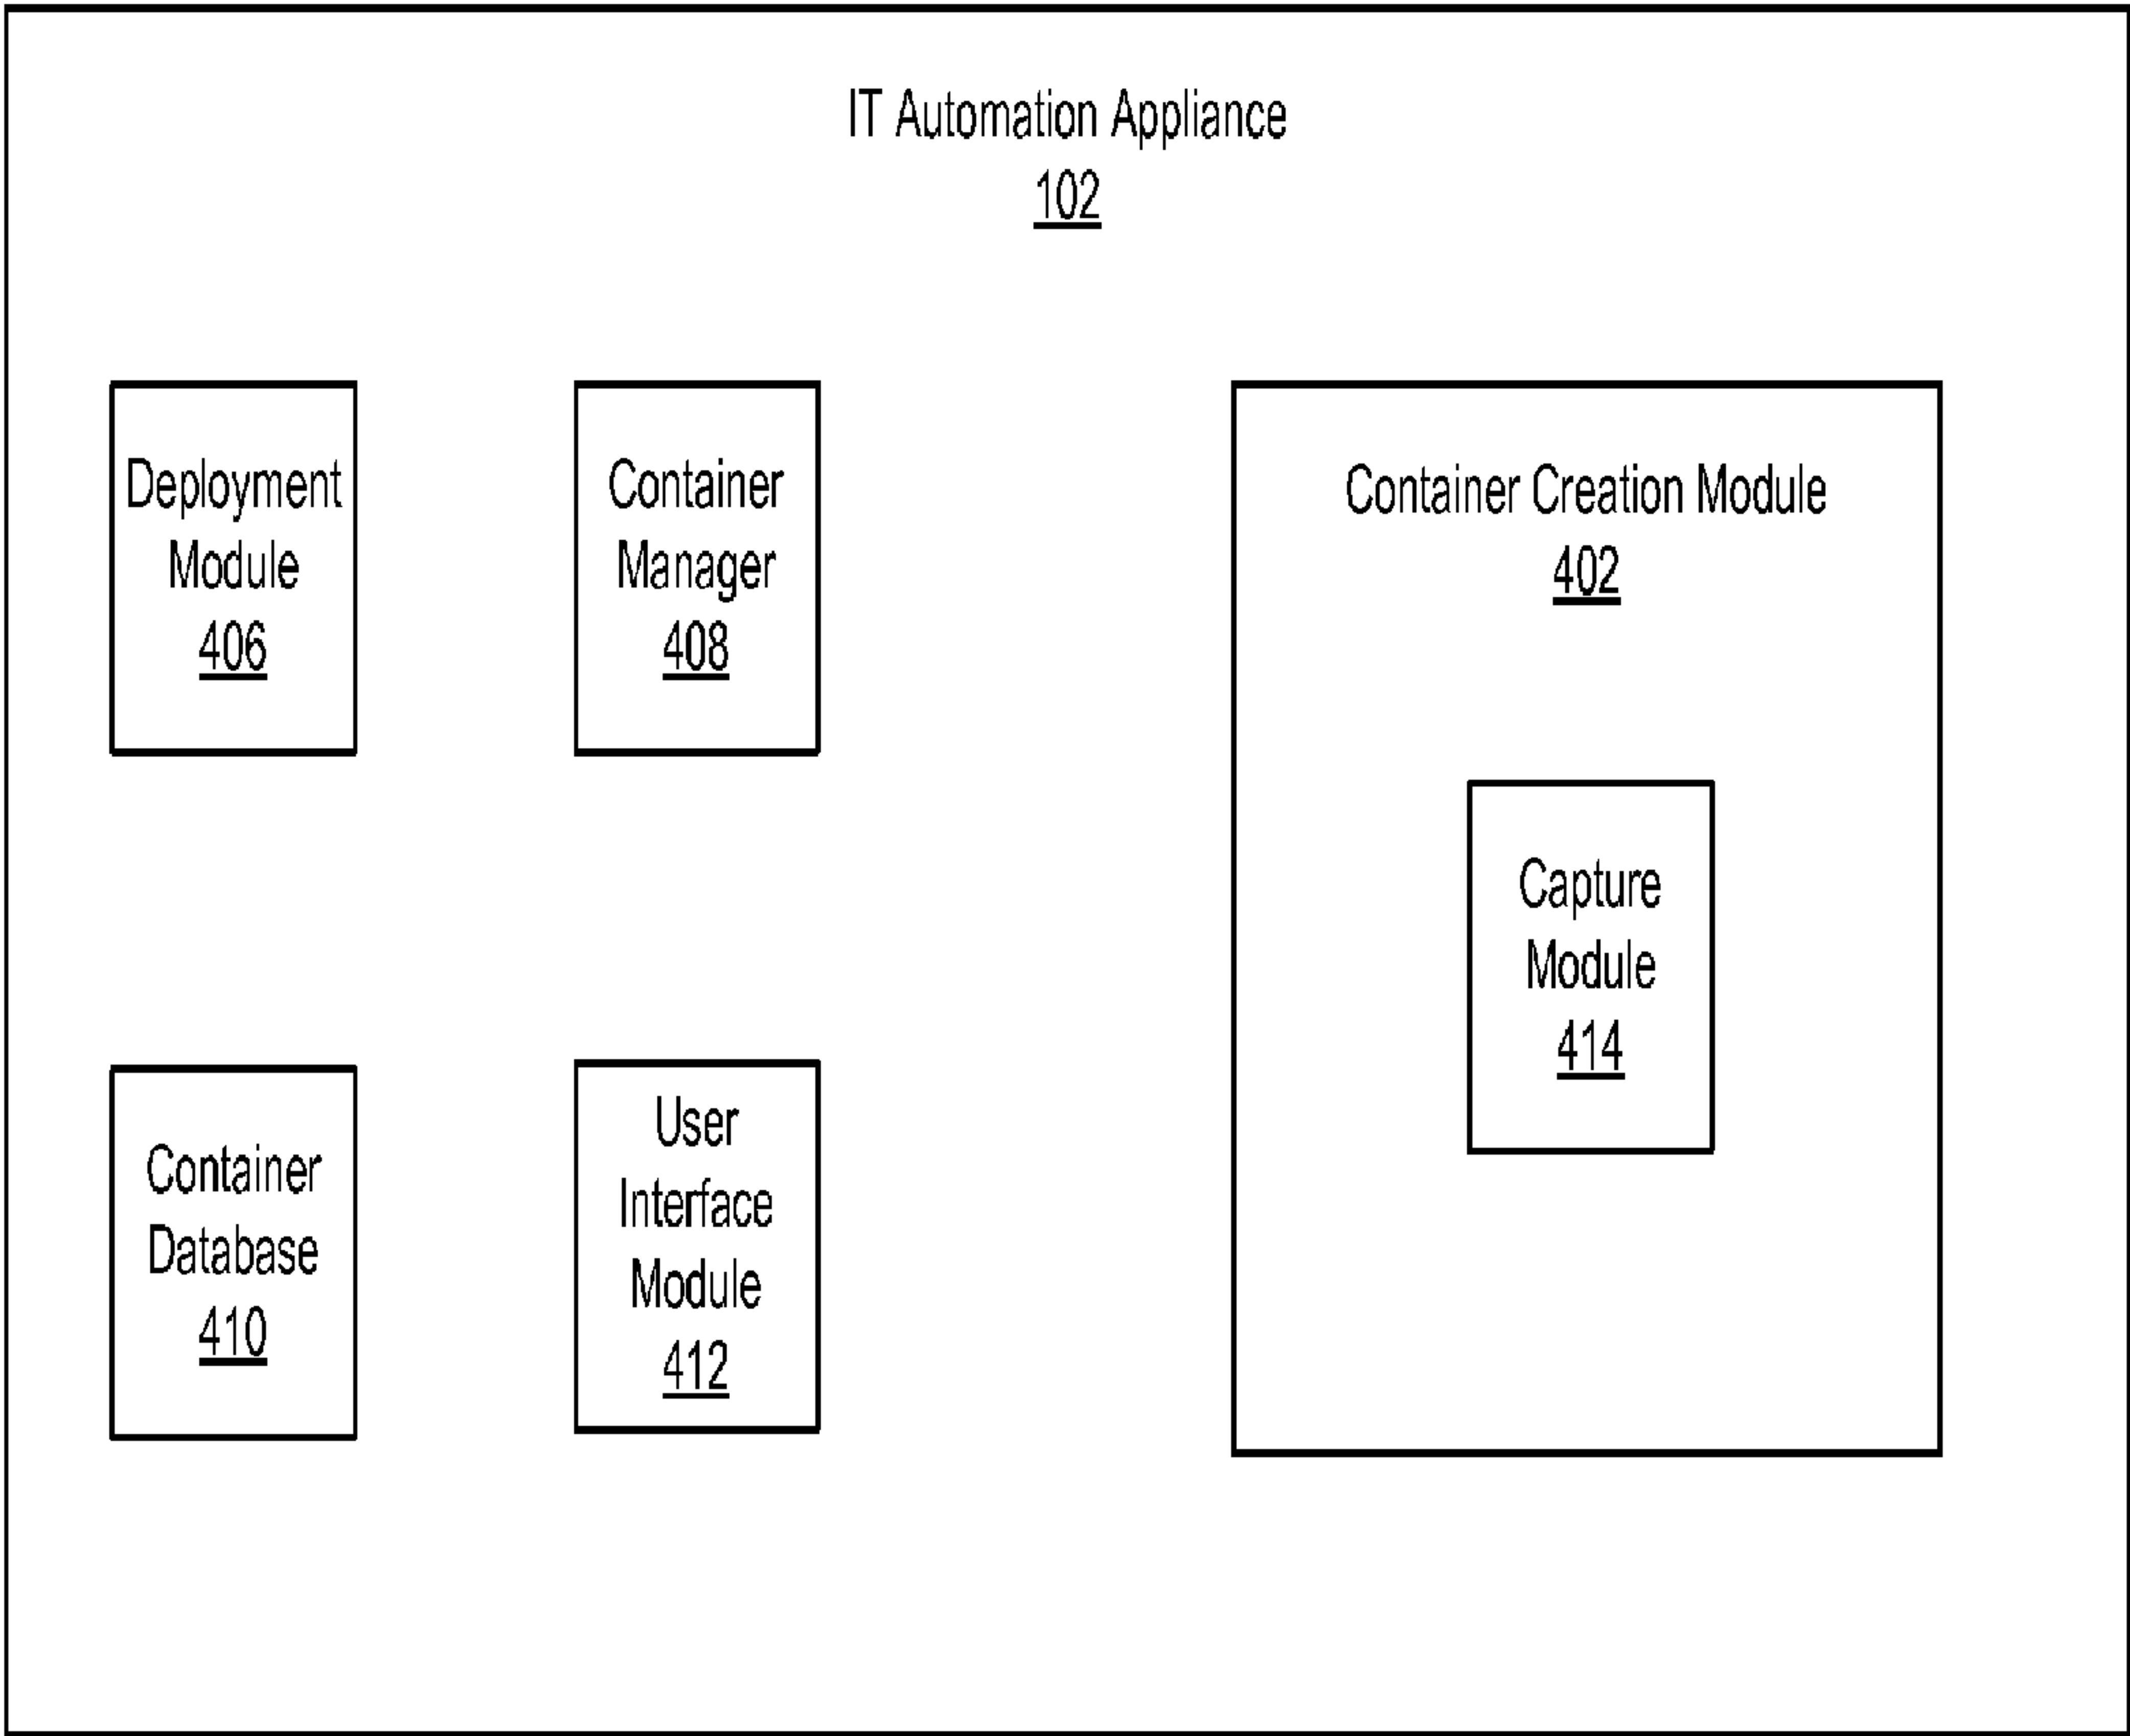 IT Automation Appliance
102
Deployment
Module
406
Container
Manager
408
Container Creation Module
402
Capture
Module
414
Container
Database
410
User
Interface
Module
412